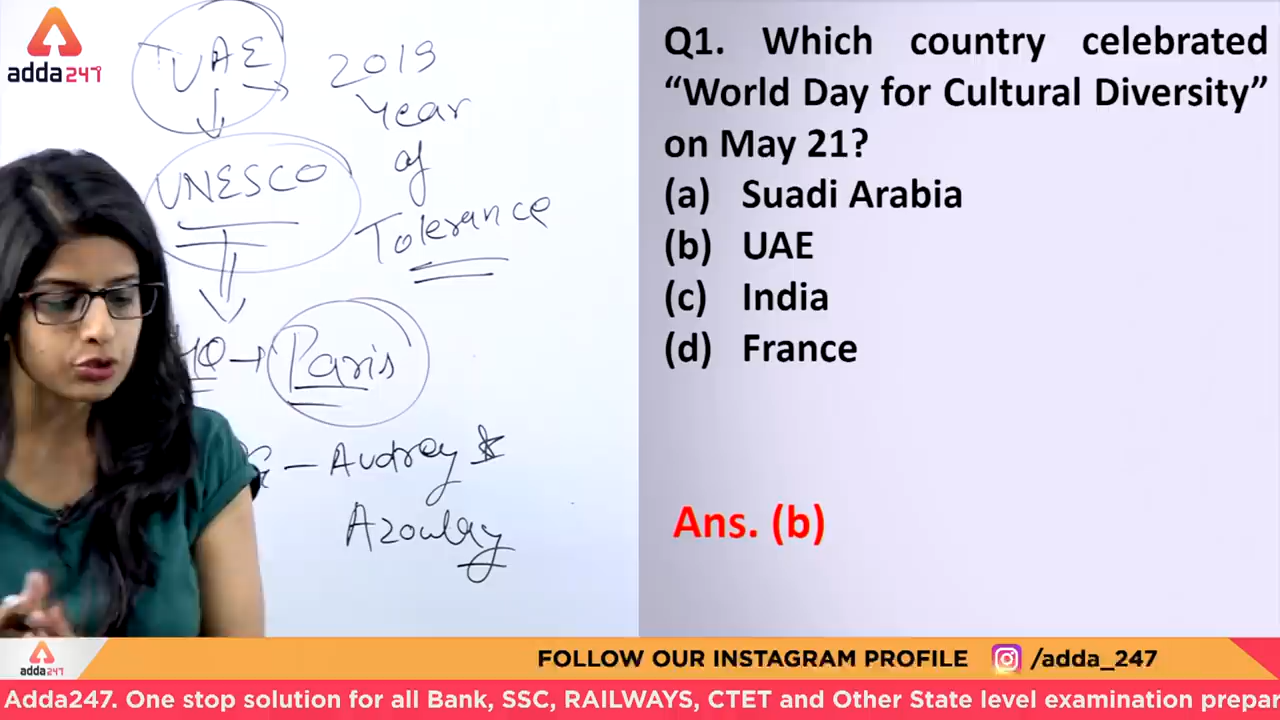 adda247
UAE
2019
Year
of
Tolerance
UNESCO
HQ → Paris
G - Audrey
Azoulay
Q1. Which country celebrated
“World Day for Cultural Diversity”
on May 21?
(a) Suadi Arabia
(b) UAE
(c) India
(d) France
Ans. (b)
adda247
FOLLOW OUR INSTAGRAM PROFILE /adda_247
Adda247. One stop solution for all Bank, SSC, RAILWAYS, CTET and Other State level examination prepar